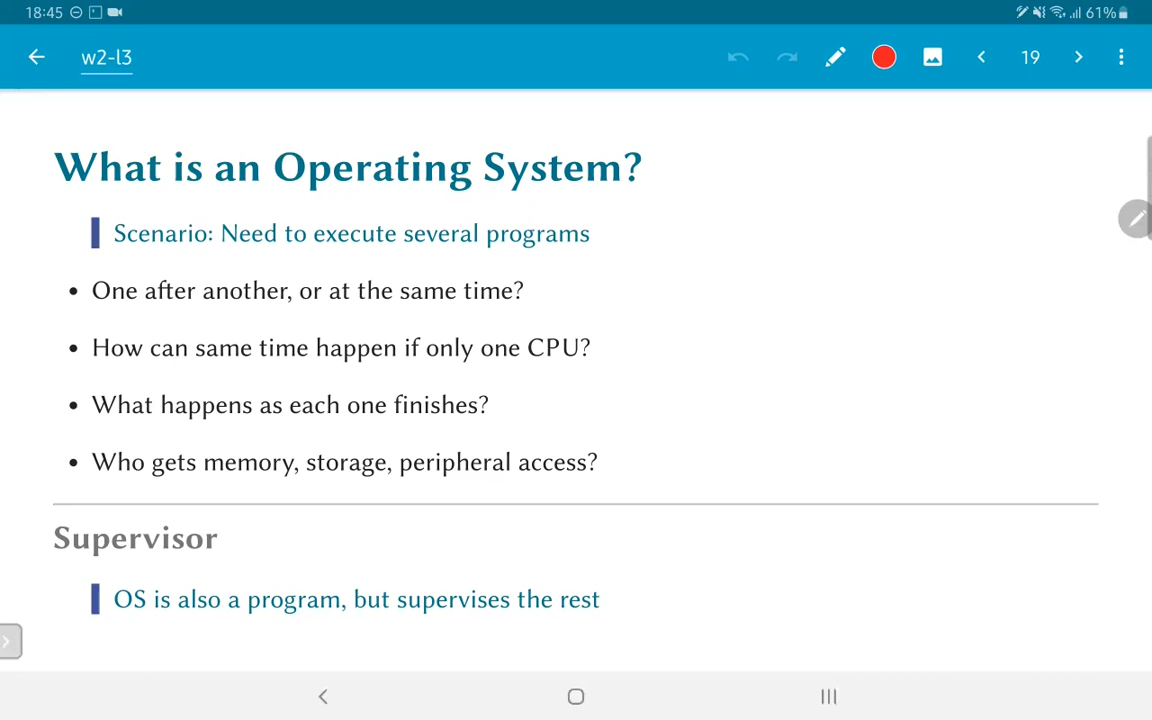 18:45 61%
w2-l3 19
What is an Operating System?
Scenario: Need to execute several programs
• One after another, or at the same time?
• How can same time happen if only one CPU?
• What happens as each one finishes?
• Who gets memory, storage, peripheral access?
Supervisor
OS is also a program, but supervises the rest